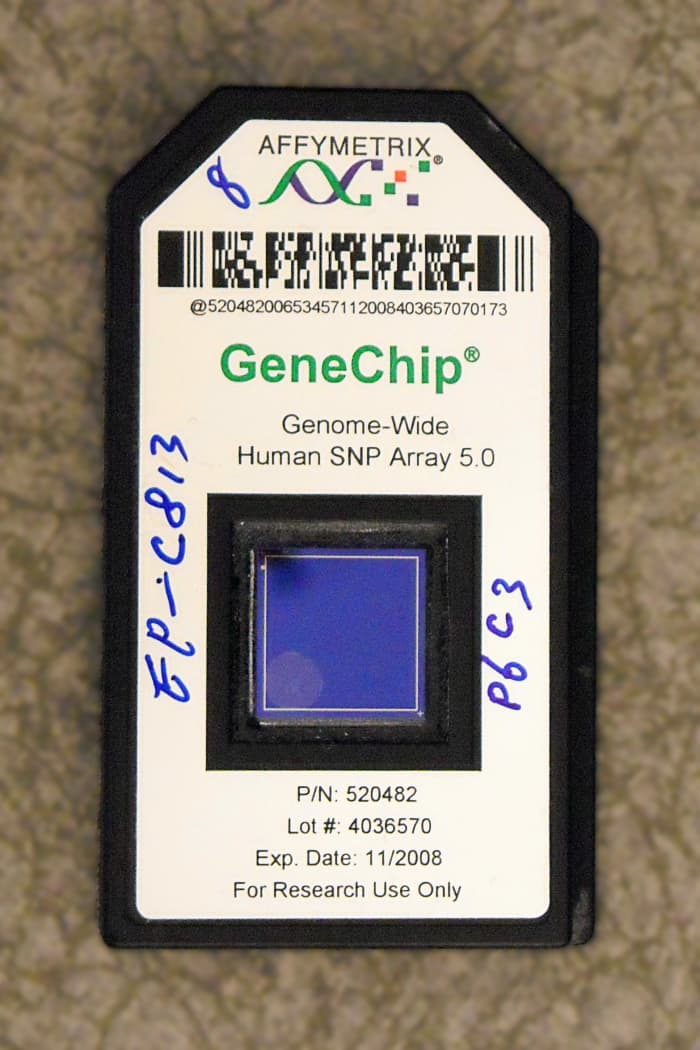 AFFYMETRIX®
8
@52048200653457112008403657070173
GeneChip®
Genome-Wide
Human SNP Array 5.0
EP-C813
P6C3
P/N: 520482
Lot #: 4036570
Exp. Date: 11/2008
For Research Use Only